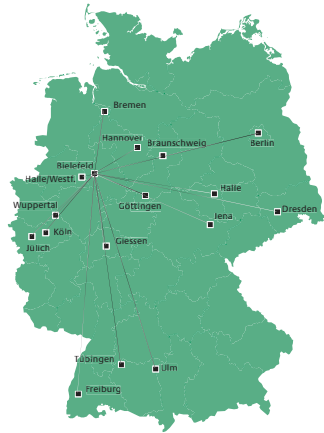 Bremen
Hannover
Braunschweig
Berlin
Bielefeld
Halle/Westf.
Halle
Wuppertal
Göttingen
Dresden
Jena
Köln
Jülich
Giessen
Tübingen
Ulm
Freiburg